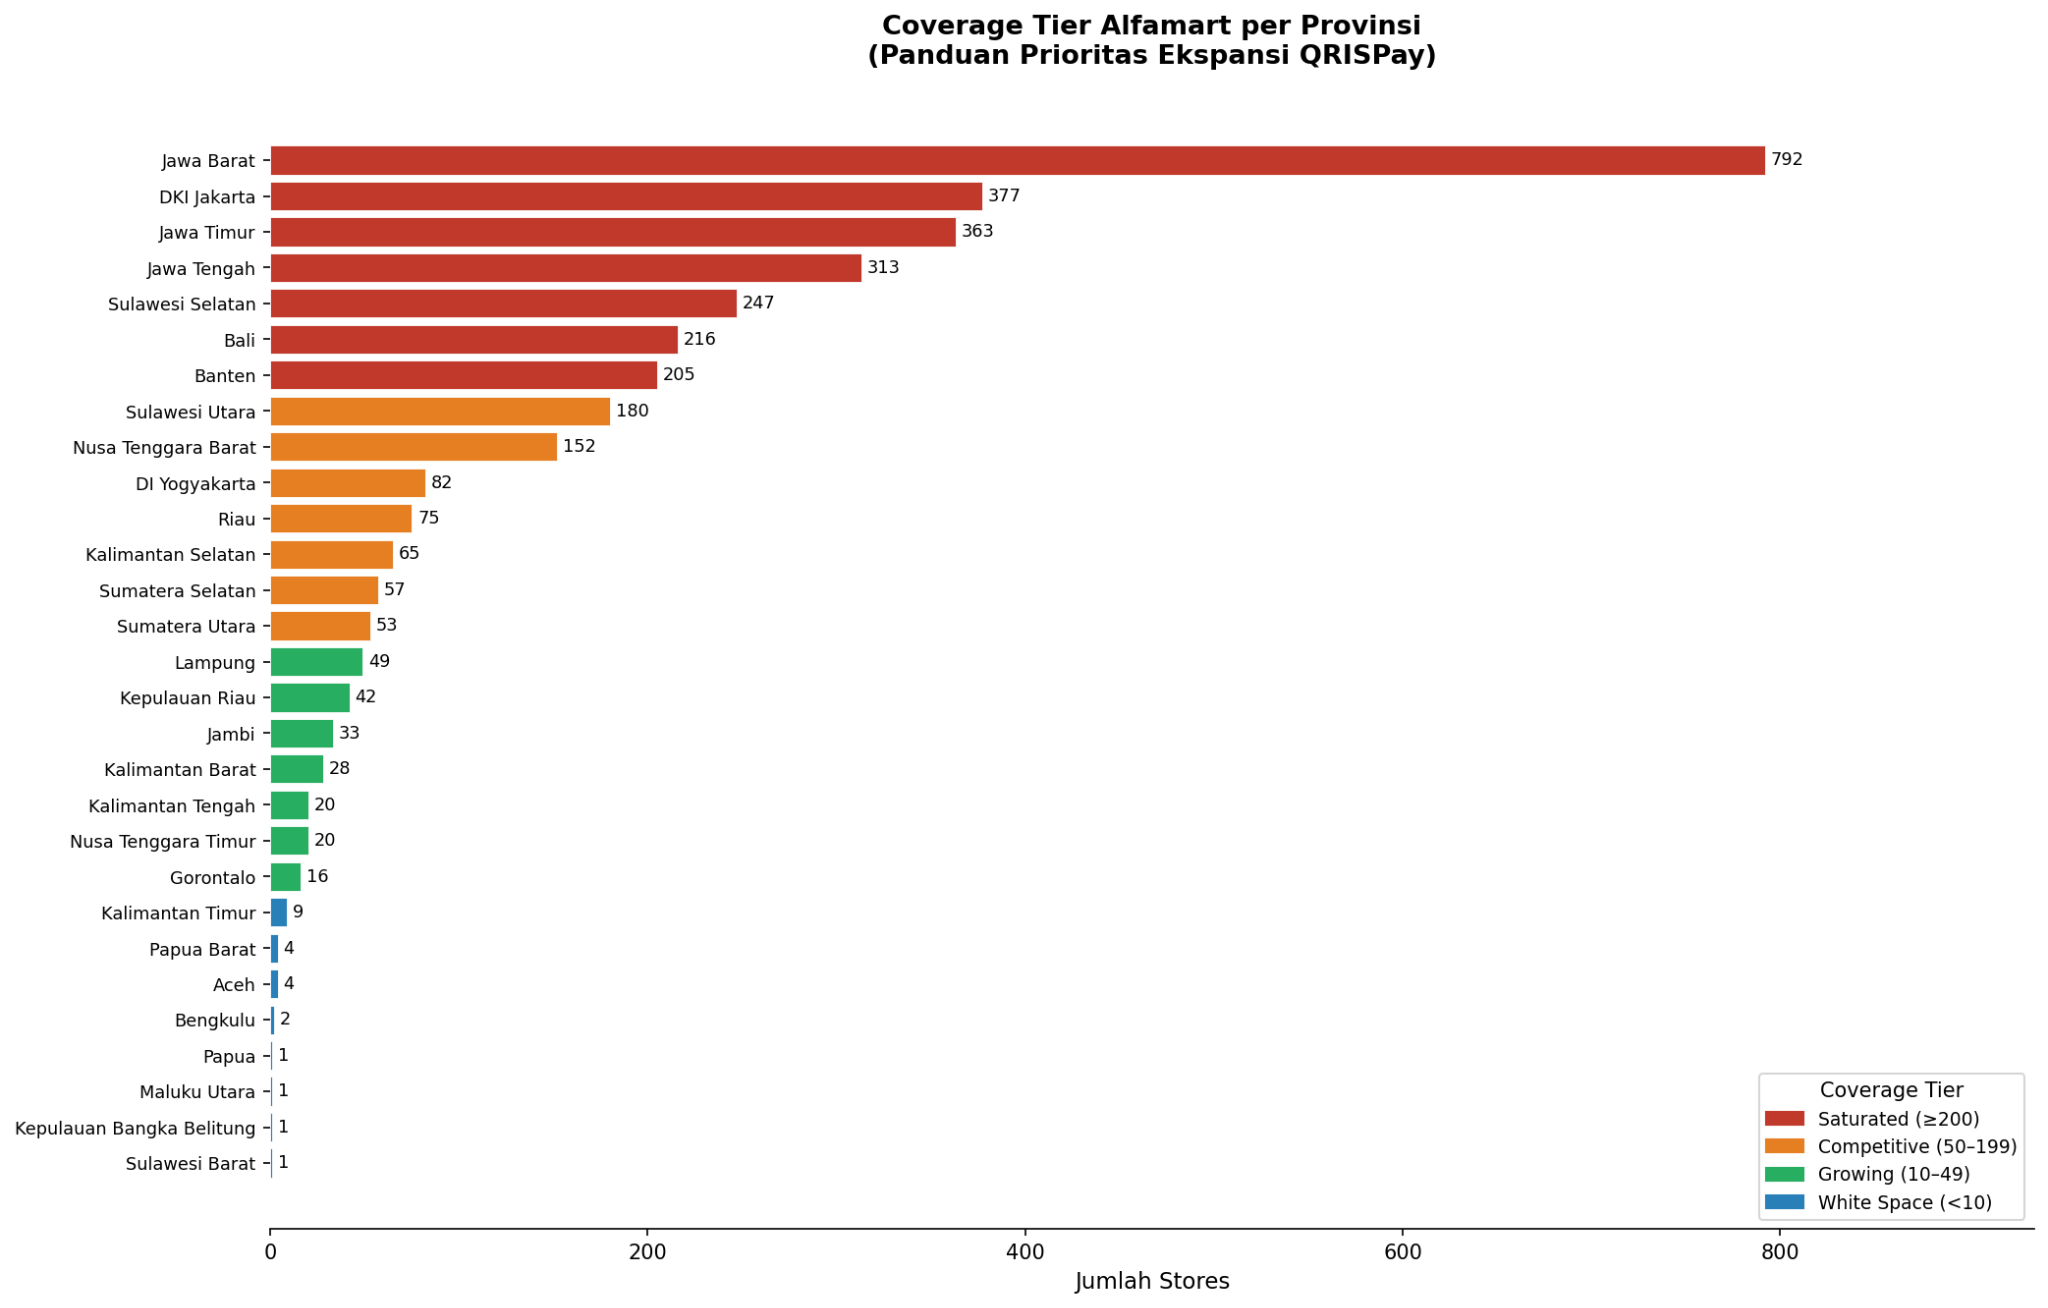 Coverage Tier Alfamart per Provinsi
(Panduan Prioritas Ekspansi QRISPay)
Jawa Barat 792
DKI Jakarta 377
Jawa Timur 363
Jawa Tengah 313
Sulawesi Selatan 247
Bali 216
Banten 205
Sulawesi Utara 180
Nusa Tenggara Barat 152
DI Yogyakarta 82
Riau 75
Kalimantan Selatan 65
Sumatera Selatan 57
Sumatera Utara 53
Lampung 49
Kepulauan Riau 42
Jambi 33
Kalimantan Barat 28
Kalimantan Tengah 20
Nusa Tenggara Timur 20
Gorontalo 16
Kalimantan Timur 9
Papua Barat 4
Aceh 4
Bengkulu 2
Papua 1
Maluku Utara 1
Kepulauan Bangka Belitung 1
Sulawesi Barat 1
Coverage Tier
Saturated (≥200)
Competitive (50–199)
Growing (10–49)
White Space (<10)
0 200 400 600 800
Jumlah Stores